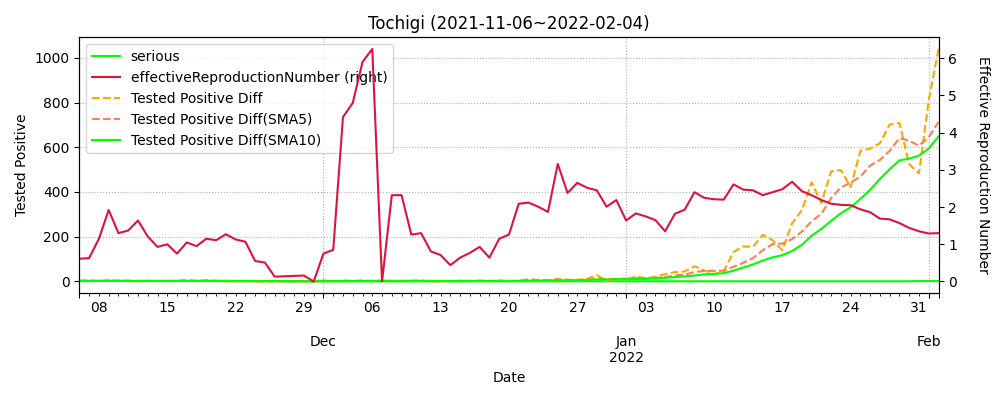 Tochigi (2021-11-06~2022-02-04)
serious
effectiveReproductionNumber (right)
Tested Positive Diff
Tested Positive Diff(SMA5)
Tested Positive Diff(SMA10)
Tested Positive
1000
800
600
400
200
0
Effective Reproduction Number
6
5
4
3
2
1
0
08 15 22 29 06 13 20 27 03 10 17 24 31
Dec Jan Feb
2022
Date